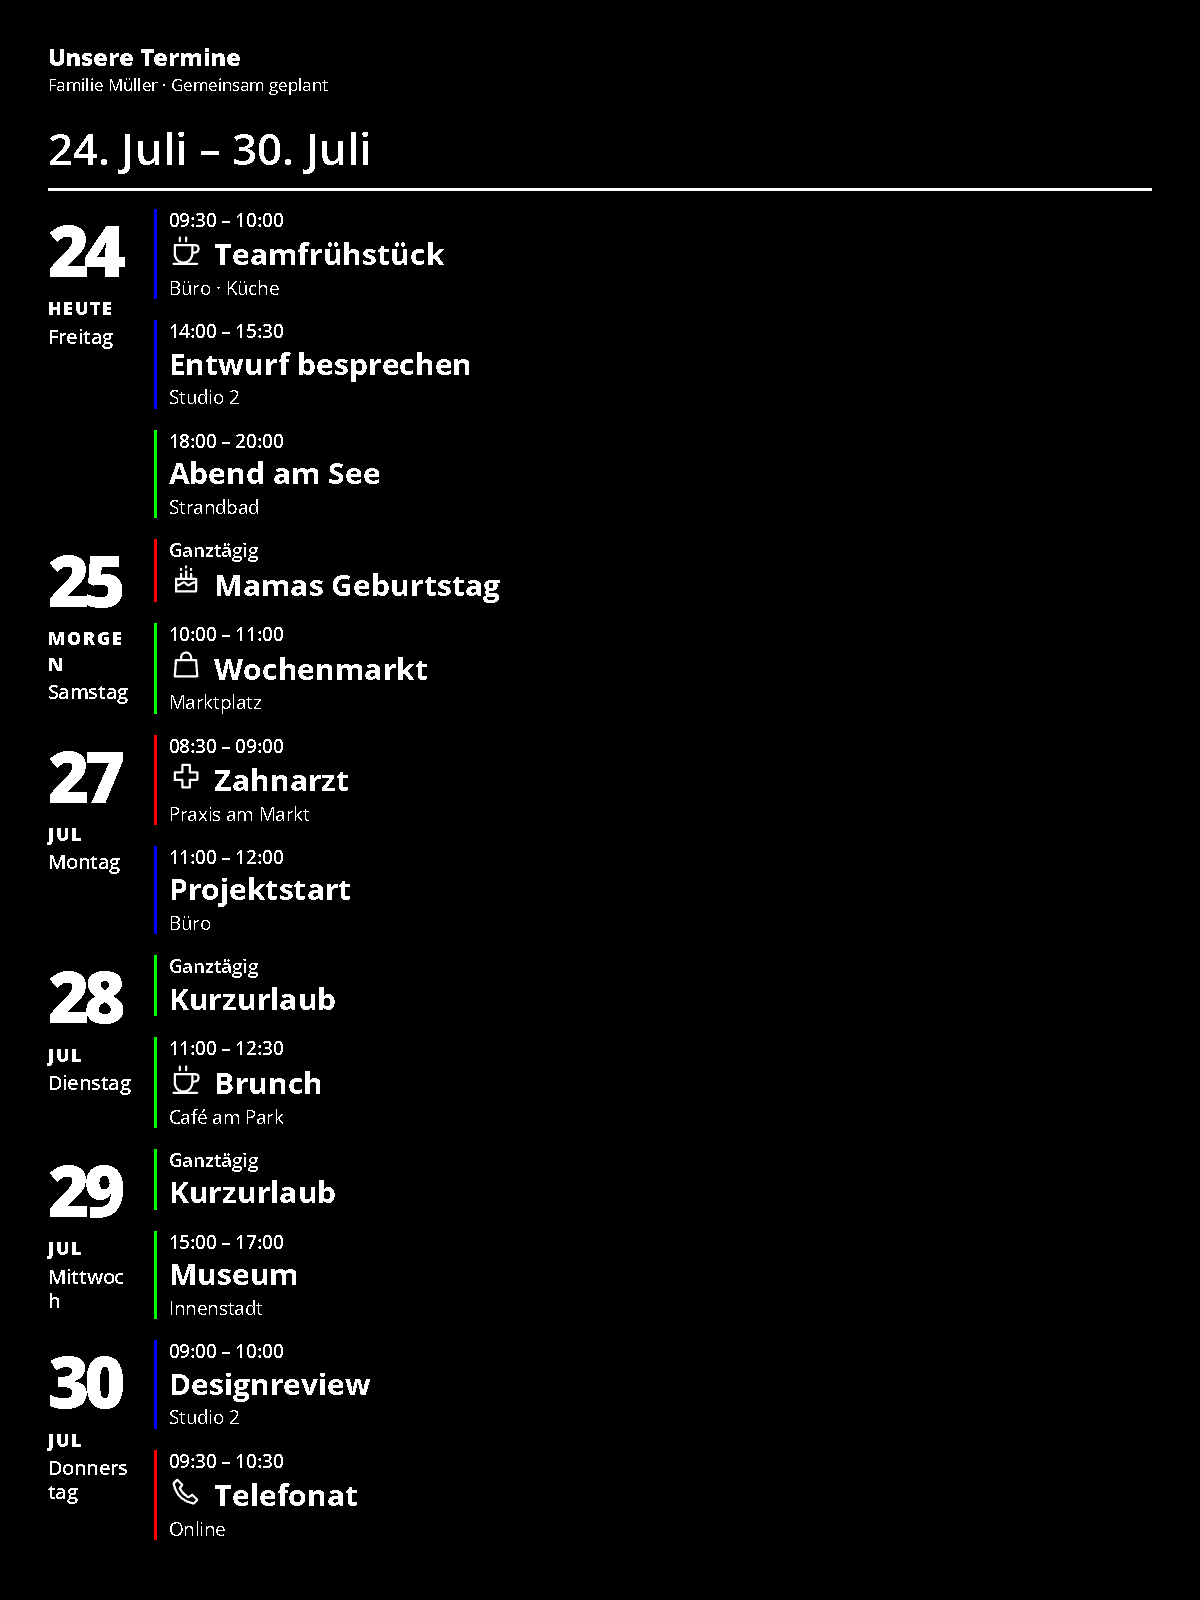 Unsere Termine
Familie Müller · Gemeinsam geplant
24. Juli – 30. Juli
24
HEUTE
Freitag
09:30 – 10:00
Teamfrühstück
Büro · Küche
14:00 – 15:30
Entwurf besprechen
Studio 2
18:00 – 20:00
Abend am See
Strandbad
25
MORGE
N
Samstag
Ganztägig
Mamas Geburtstag
10:00 – 11:00
Wochenmarkt
Marktplatz
27
JUL
Montag
08:30 – 09:00
Zahnarzt
Praxis am Markt
11:00 – 12:00
Projektstart
Büro
28
JUL
Dienstag
Ganztägig
Kurzurlaub
11:00 – 12:30
Brunch
Café am Park
29
JUL
Mittwoc
h
Ganztägig
Kurzurlaub
15:00 – 17:00
Museum
Innenstadt
30
JUL
Donners
tag
09:00 – 10:00
Designreview
Studio 2
09:30 – 10:30
Telefonat
Online